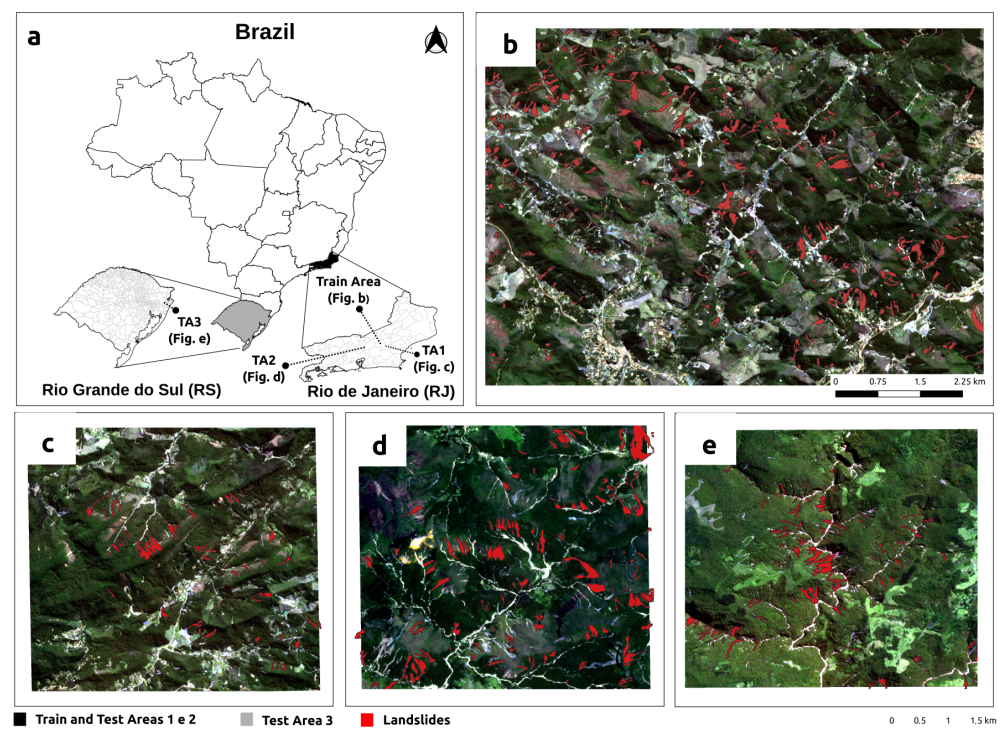 a
Brazil
Train Area
(Fig. b)
TA3
(Fig. e)
TA2
(Fig. d)
TA1
(Fig. c)
Rio Grande do Sul (RS)
Rio de Janeiro (RJ)
b
0 0.75 1.5 2.25 km
c
d
e
Train and Test Areas 1 e 2
Test Area 3
Landslides
0 0.5 1 1.5 km